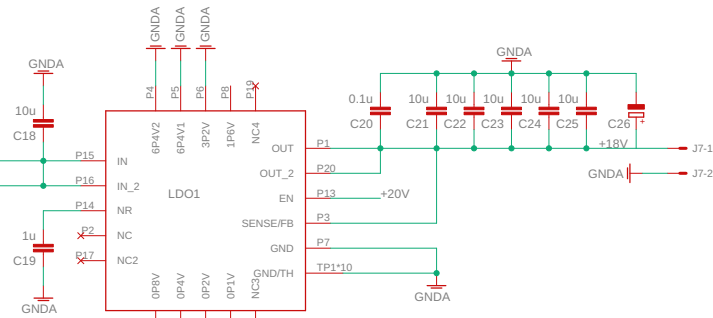 GNDA
GNDA
GNDA
GNDA
GNDA
P4
P5
P6
P8
P19
10u
C18
0.1u
C20
10u
C21
10u
C22
10u
C23
10u
C24
10u
C25
C26
+
6P4V2
6P4V1
3P2V
1P6V
NC4
P15
IN
OUT
P1
+18V
J7-1
P16
IN_2
OUT_2
P20
GNDA
J7-2
LDO1
P14
NR
EN
P13
+20V
1u
C19
P2
NC
SENSE/FB
P3
P17
NC2
GND
P7
GND/TH
TP1*10
0P8V
0P4V
0P2V
0P1V
NC3
GNDA
GNDA